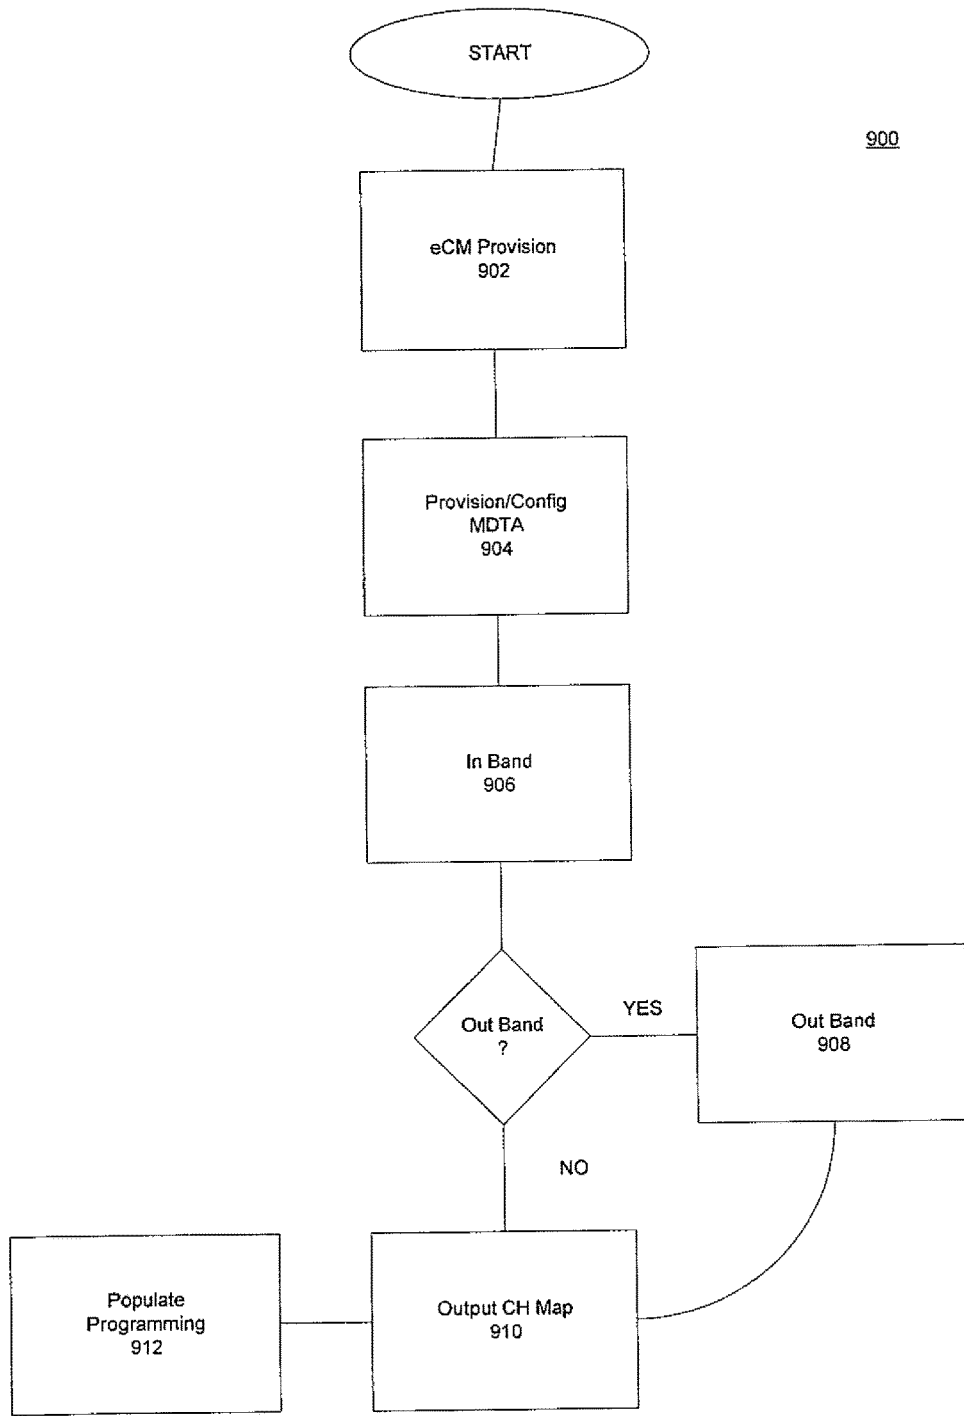 START
900
eCM Provision
902
Provision/Config
MDTA
904
In Band
906
Out Band
?
YES
Out Band
908
NO
Populate
Programming
912
Output CH Map
910